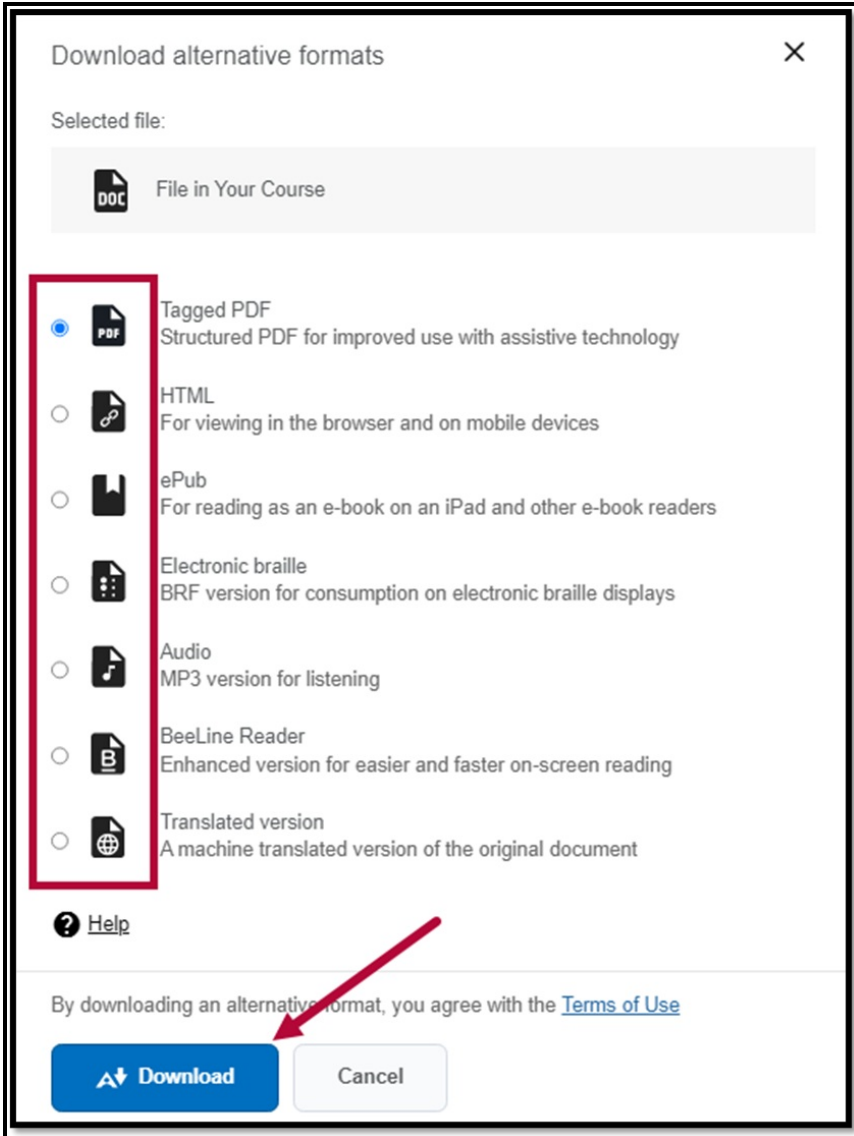 Download alternative formats
Selected file:
DOC File in Your Course
PDF
Tagged PDF
Structured PDF for improved use with assistive technology
HTML
For viewing in the browser and on mobile devices
ePub
For reading as an e-book on an iPad and other e-book readers
Electronic braille
BRF version for consumption on electronic braille displays
Audio
MP3 version for listening
B
BeeLine Reader
Enhanced version for easier and faster on-screen reading
Translated version
A machine translated version of the original document
? Help
By downloading an alternative format, you agree with the Terms of Use
A Download Cancel